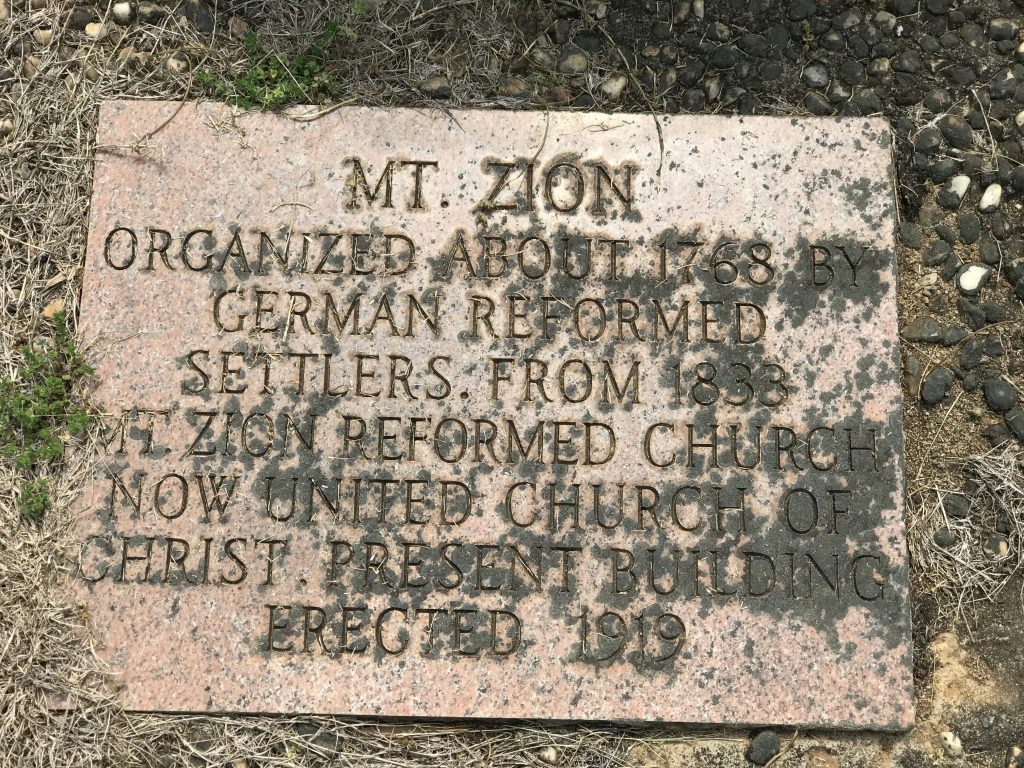 MT. ZION
ORGANIZED ABOUT 1768 BY
GERMAN REFORMED
SETTLERS. FROM 1833
MT. ZION REFORMED CHURCH
NOW UNITED CHURCH OF
CHRIST. PRESENT BUILDING
ERECTED 1919